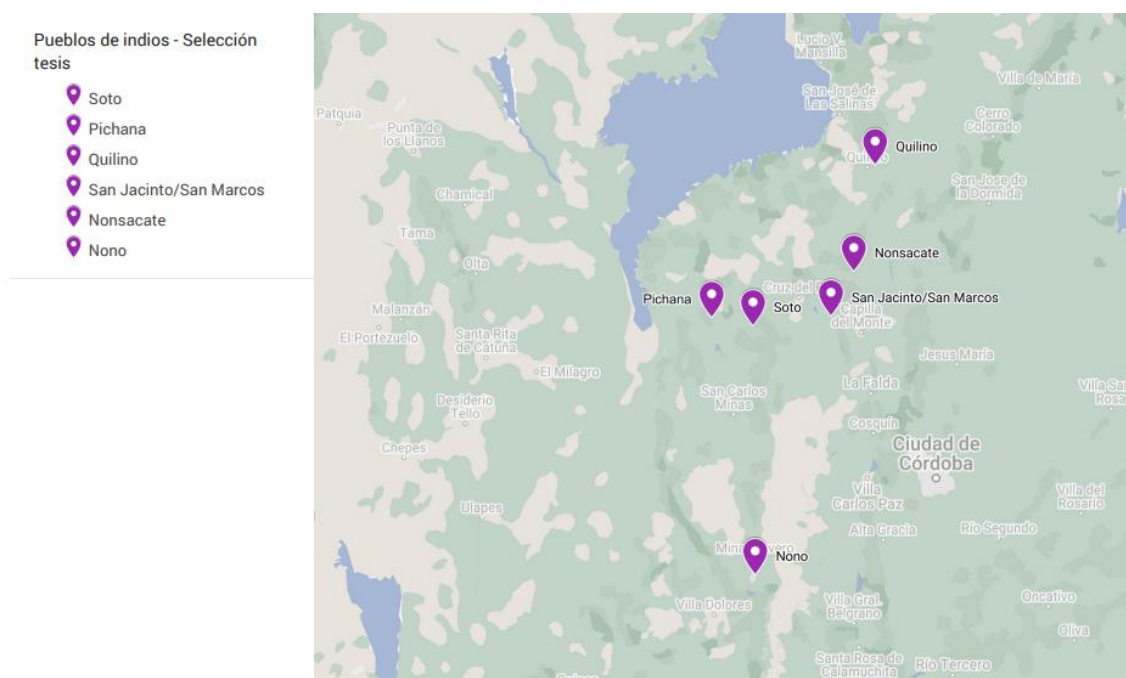 Pueblos de indios - Selección
tesis
Soto
Pichana
Quilino
San Jacinto/San Marcos
Nonsacate
Nono
Lucio V.
Mansilla
Villa de María
San José de
Las Salinas
Patquia
Punta de
los Llanos
Cerro
Colorado
Quilino
San Jose de
la Dormida
Chamical
Tama
Olta
Nonsacate
Pichana
Soto
San Jacinto/San Marcos
Capilla
del Monte
Malanzán
El Portezuelo
Santa Rita
de Catuña
Jesús María
El Milagro
San Carlos
Minas
La Falda
Desiderio
Tello
Cosquín
Chepes
Ciudad de
Córdoba
Villa
Carlos Paz
Villa del
Rosario
Ulapes
Alta Gracia
Río Segundo
Nono
Villa Dolores
Villa Gral.
Belgrano
Oncativo
Oliva
Santa Rosa de
Calamuchita
Río Tercero